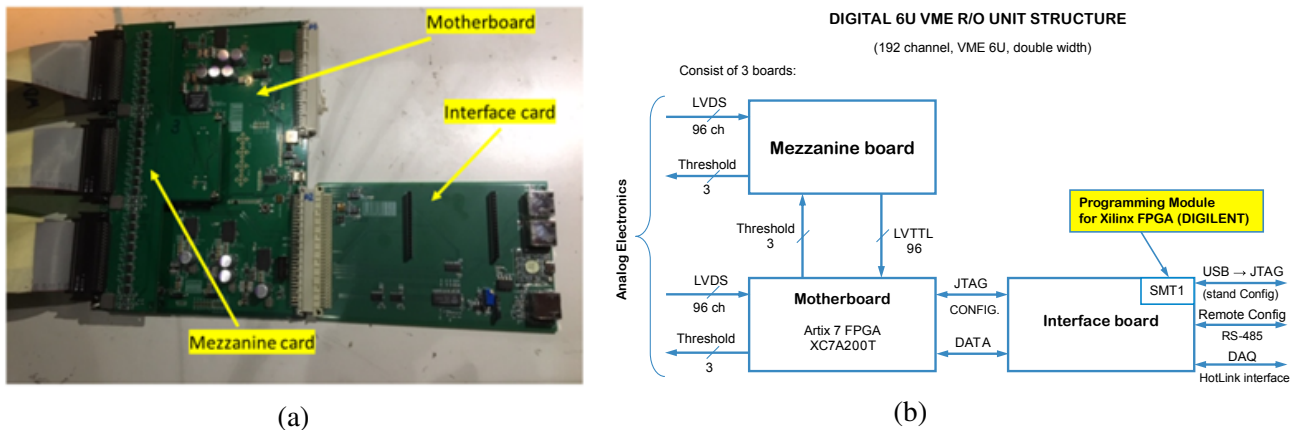 Motherboard
Interface card
Mezzanine card
(a)
DIGITAL 6U VME R/O UNIT STRUCTURE
(192 channel, VME 6U, double width)
Consist of 3 boards:
Analog Electronics
LVDS
96 ch
Threshold
3
Mezzanine board
Threshold
3
LVTTL
96
Programming Module
for Xilinx FPGA (DIGILENT)
LVDS
96 ch
Threshold
3
Motherboard
Artix 7 FPGA
XC7A200T
JTAG
CONFIG.
DATA
SMT1
Interface board
USB → JTAG
(stand Config)
Remote Config
RS-485
DAQ
HotLink interface
(b)